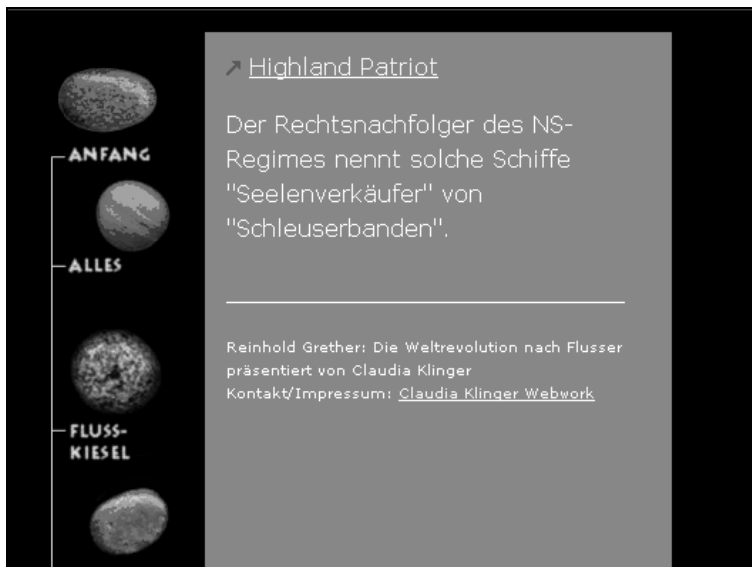 Highland Patriot
Der Rechtsnachfolger des NS-
Regimes nennt solche Schiffe
"Seelenverkäufer" von
"Schleuserbanden".
Reinhold Grether: Die Weltrevolution nach Flusser
präsentiert von Claudia Klinger
Kontakt/Impressum: Claudia Klinger Webwork
ANFANG
ALLES
FLUSS-
KIESEL